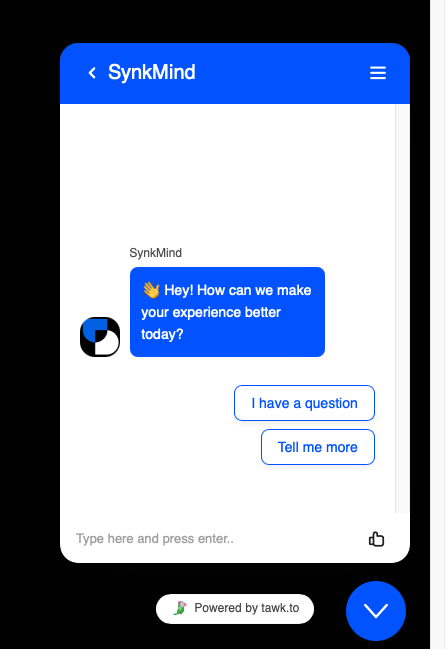 SynkMind
SynkMind
👋 Hey! How can we make
your experience better
today?
I have a question
Tell me more
Type here and press enter..
Powered by tawk.to